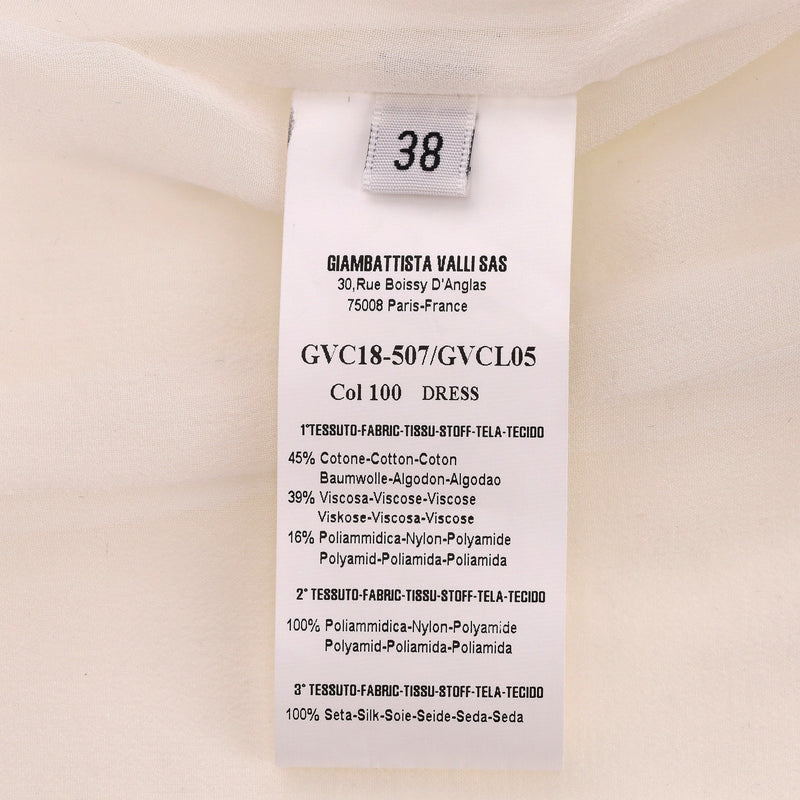 38
GIAMBATTISTA VALLI SAS
30,Rue Boissy D'Anglas
75008 Paris-France
GVC18-507/GVCL05
Col 100 DRESS
1°TESSUTO-FABRIC-TISSU-STOFF-TELA-TECIDO
45% Cotone-Cotton-Coton
Baumwolle-Algodon-Algodao
39% Viscosa-Viscose-Viscose
Viskose-Viscosa-Viscose
16% Poliammidica-Nylon-Polyamide
Polyamid-Poliamida-Poliamida
2° TESSUTO-FABRIC-TISSU-STOFF-TELA-TECIDO
100% Poliammidica-Nylon-Polyamide
Polyamid-Poliamida-Poliamida
3° TESSUTO-FABRIC-TISSU-STOFF-TELA-TECIDO
100% Seta-Silk-Soie-Seide-Seda-Seda